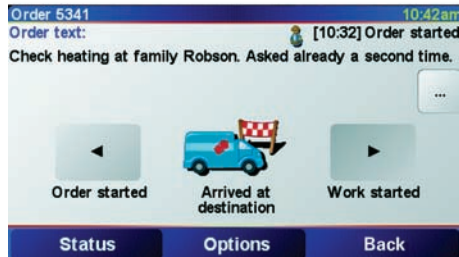 Order 5341 10:42am
Order text: [10:32] Order started
Check heating at family Robson. Asked already a second time.
...
Order started Arrived at Work started
destination
Status Options Back